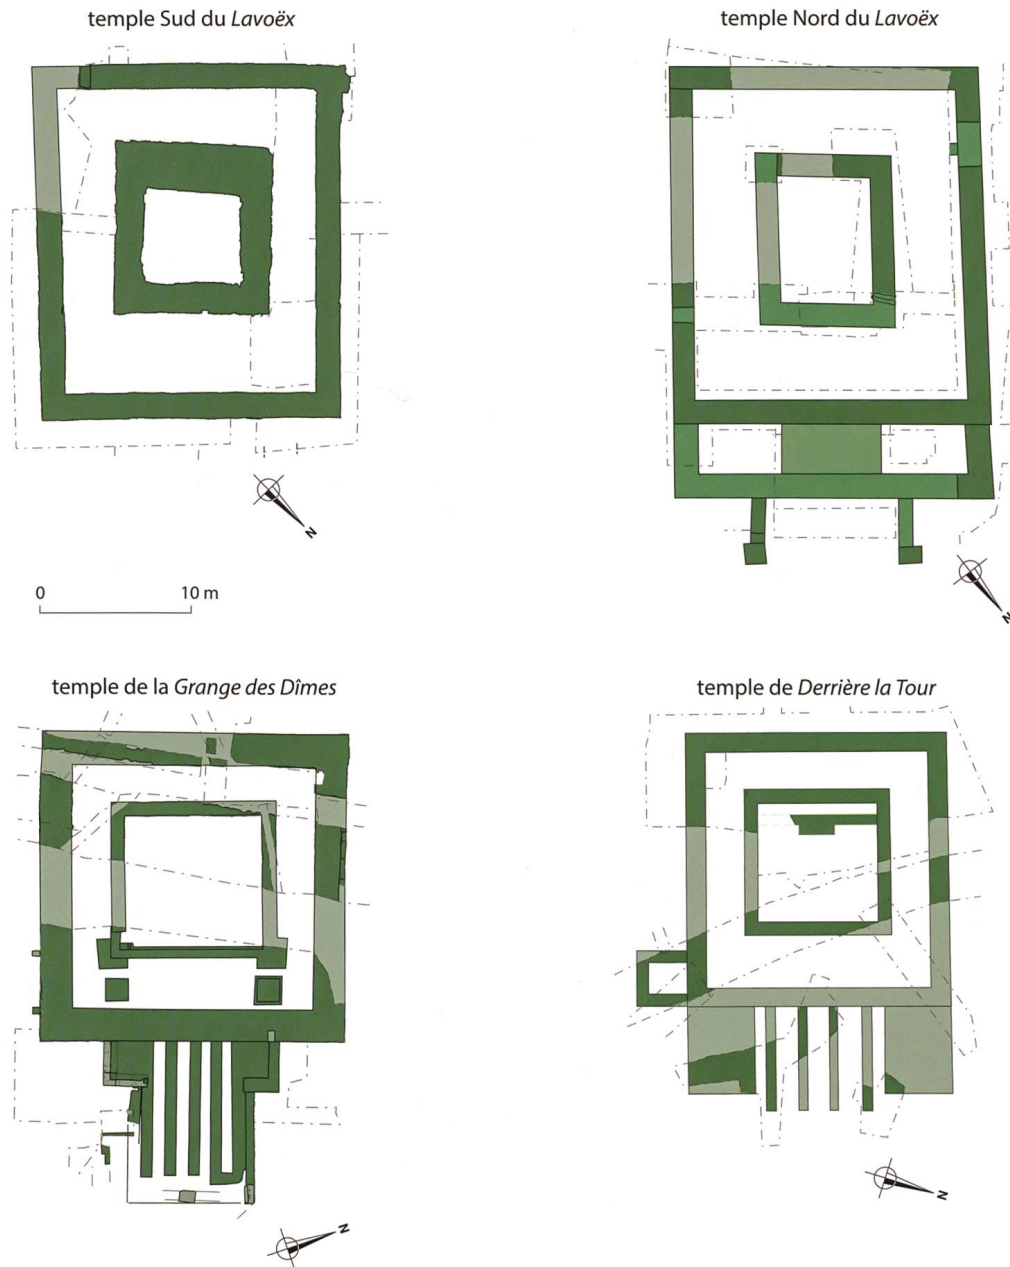 temple Sud du Lavoëx
temple Nord du Lavoëx
N
N
0 10 m
temple de la Grange des Dîmes
temple de Derrière la Tour
N
N